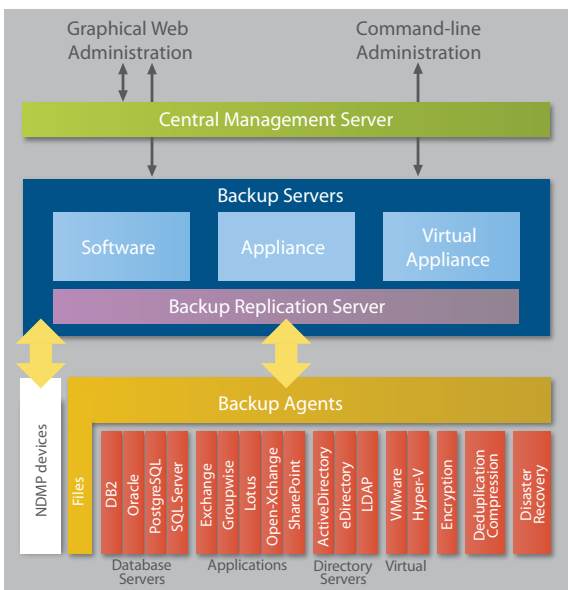 Graphical Web
Administration
Command-line
Administration
Central Management Server
Backup Servers
Software
Appliance
Virtual
Appliance
Backup Replication Server
Backup Agents
NDMP devices
Files
DB2
Oracle
PostgreSQL
SQL Server
Exchange
Groupwise
Lotus
Open-Xchange
SharePoint
ActiveDirectory
eDirectory
LDAP
VMware
Hyper-V
Encryption
Deduplication
Compression
Disaster
Recovery
Database
Servers
Applications
Directory
Servers
Virtual